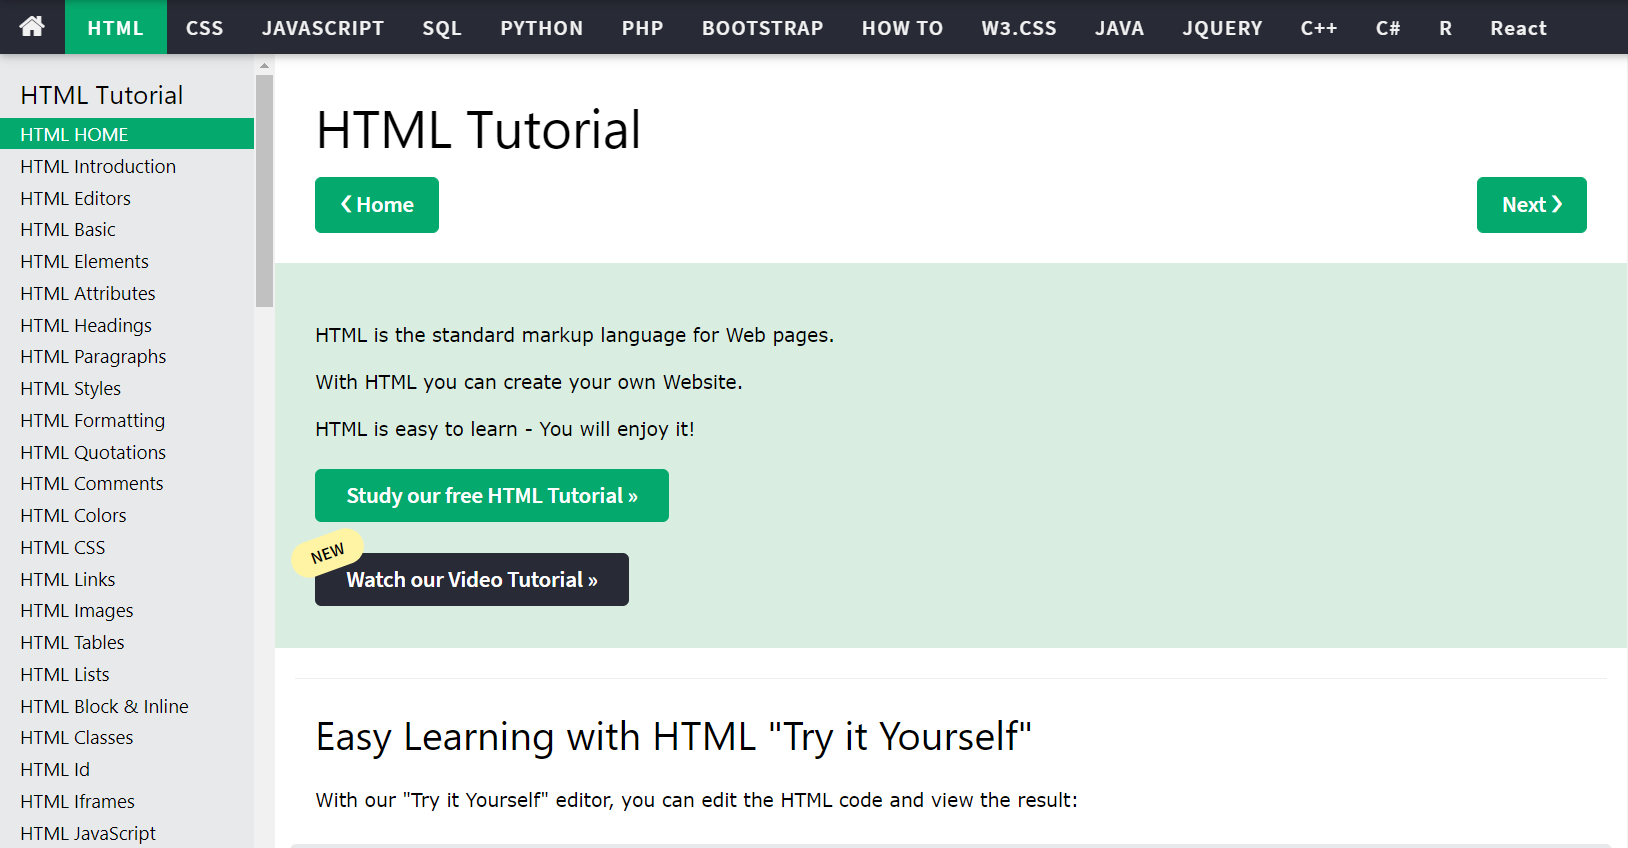 HTML CSS JAVASCRIPT SQL PYTHON PHP BOOTSTRAP HOW TO W3.CSS JAVA JQUERY C++ C# R React
HTML Tutorial
HTML HOME
HTML Introduction
HTML Editors
HTML Basic
HTML Elements
HTML Attributes
HTML Headings
HTML Paragraphs
HTML Styles
HTML Formatting
HTML Quotations
HTML Comments
HTML Colors
HTML CSS
HTML Links
HTML Images
HTML Tables
HTML Lists
HTML Block & Inline
HTML Classes
HTML Id
HTML Iframes
HTML JavaScript
HTML Tutorial
❮ Home
Next ❯
HTML is the standard markup language for Web pages.
With HTML you can create your own Website.
HTML is easy to learn - You will enjoy it!
Study our free HTML Tutorial »
NEW
Watch our Video Tutorial »
Easy Learning with HTML "Try it Yourself"
With our "Try it Yourself" editor, you can edit the HTML code and view the result: